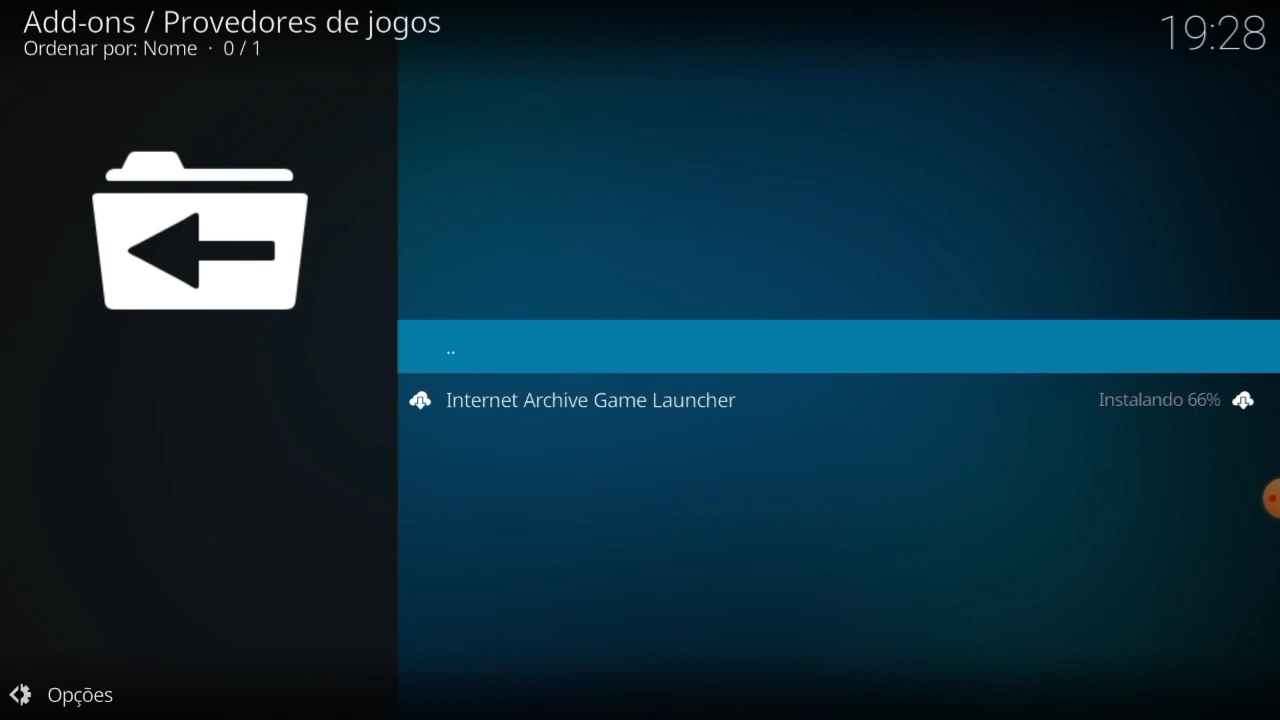 Add-ons / Provedores de jogos
Ordenar por: Nome · 0 / 1
19:28
..
Internet Archive Game Launcher
Instalando 66%
Opções